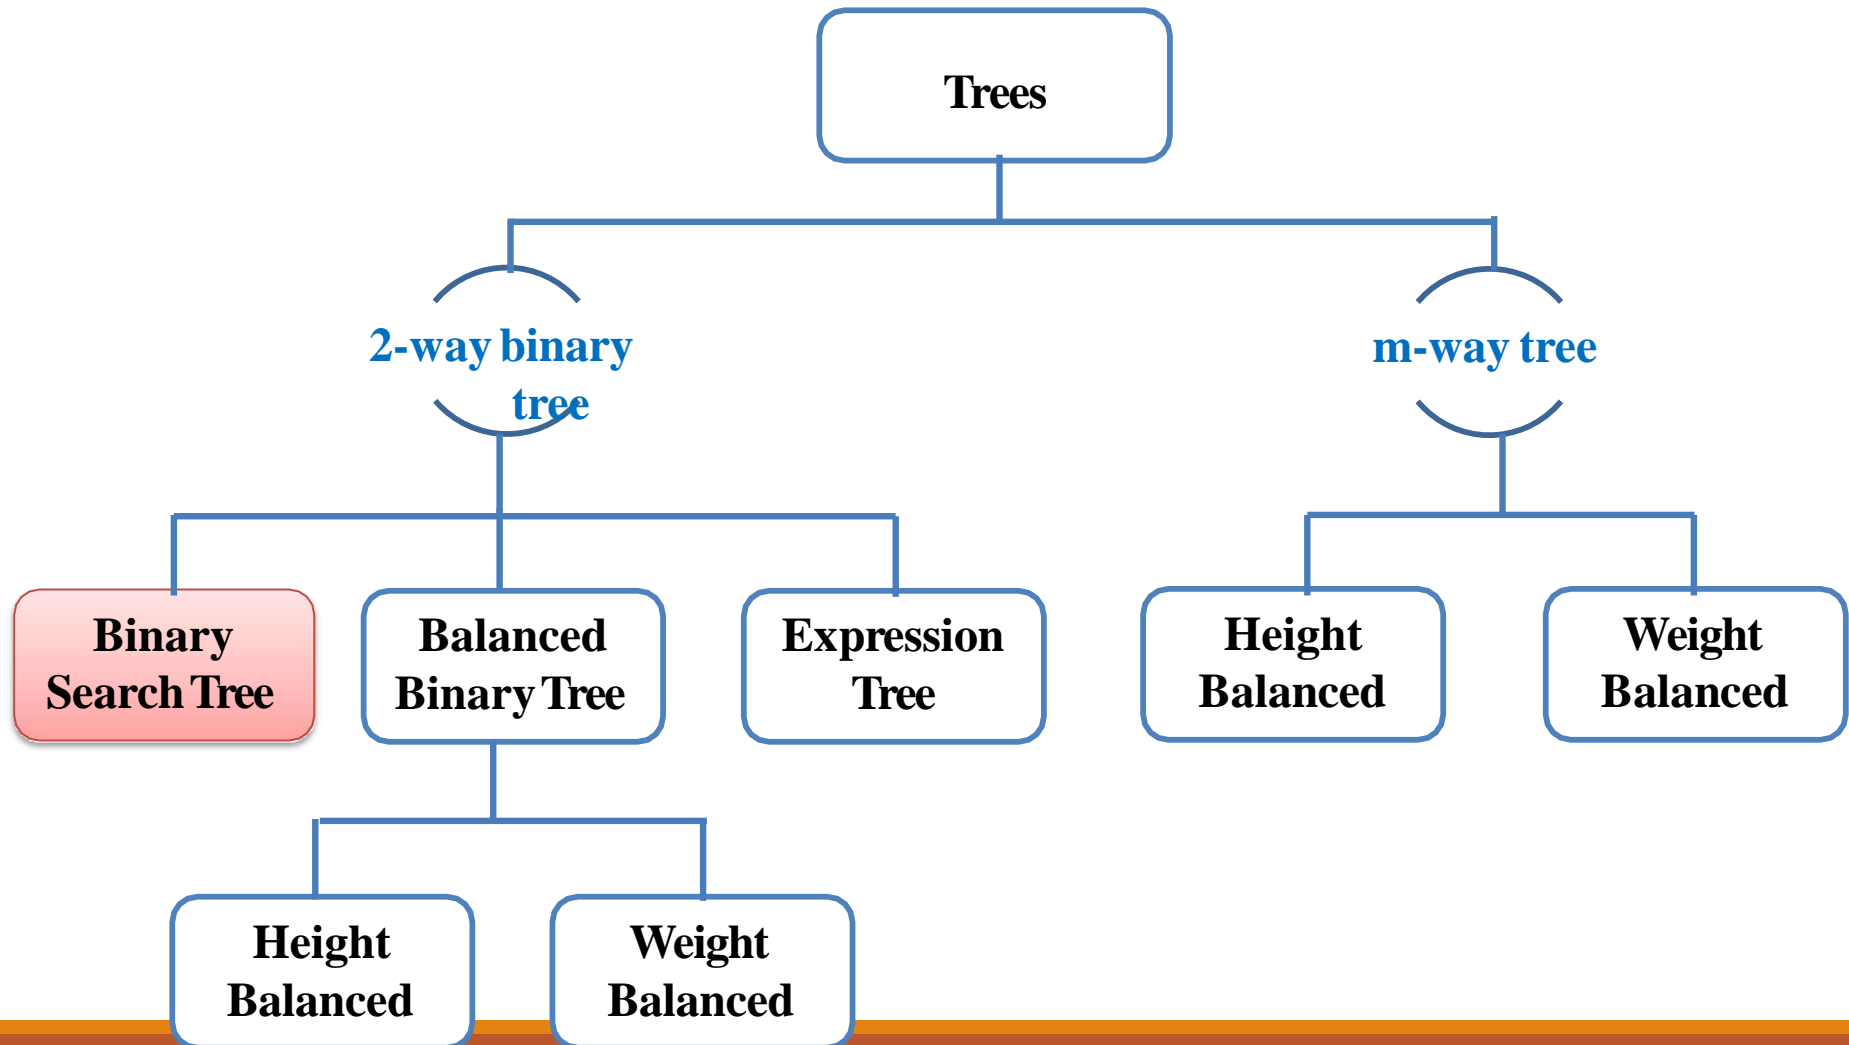 Trees
2-way binary
tree
m-way tree
Binary
Search Tree
Balanced
Binary Tree
Expression
Tree
Height
Balanced
Weight
Balanced
Height
Balanced
Weight
Balanced